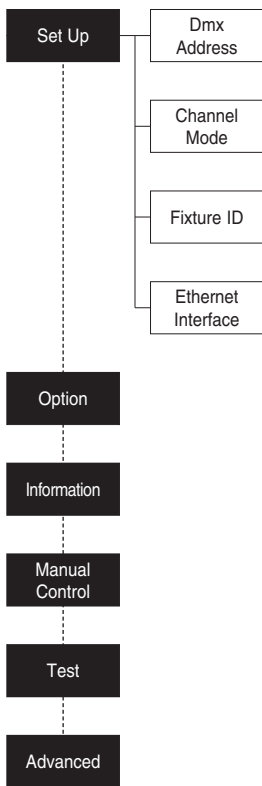 Set Up
Dmx
Address
Channel
Mode
Fixture ID
Ethernet
Interface
Option
Information
Manual
Control
Test
Advanced